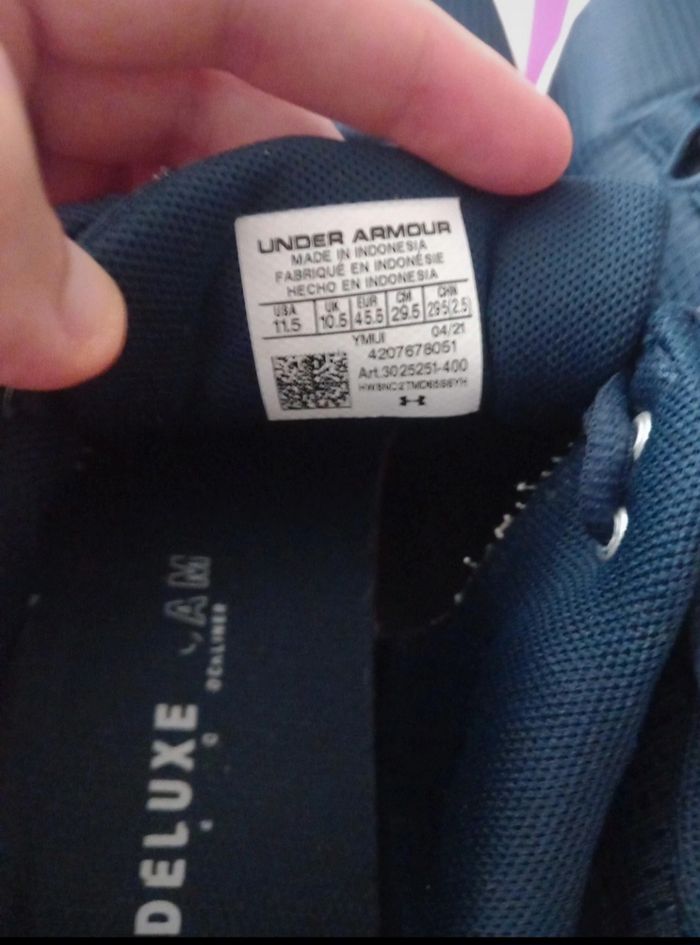 UNDER ARMOUR
MADE IN INDONESIA
FABRIQUÉ EN INDONÉSIE
HECHO EN INDONESIA
USA UK EUR CM CHN
11.5 10.5 45.5 29.5 295(2.5)
YMIJI 04/21
4207678051
Art.3025251-400
DELUXE